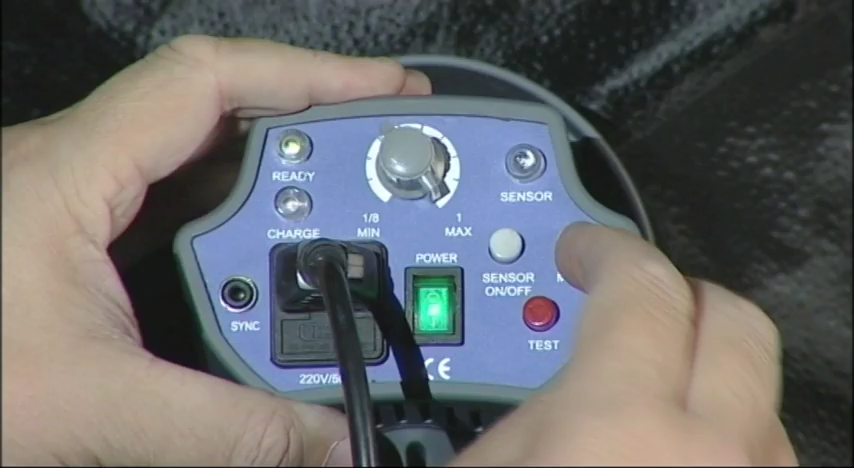 READY
SENSOR
CHARGE
1/8
MIN
1
MAX
POWER
SENSOR
ON/OFF
SYNC
TEST
CE